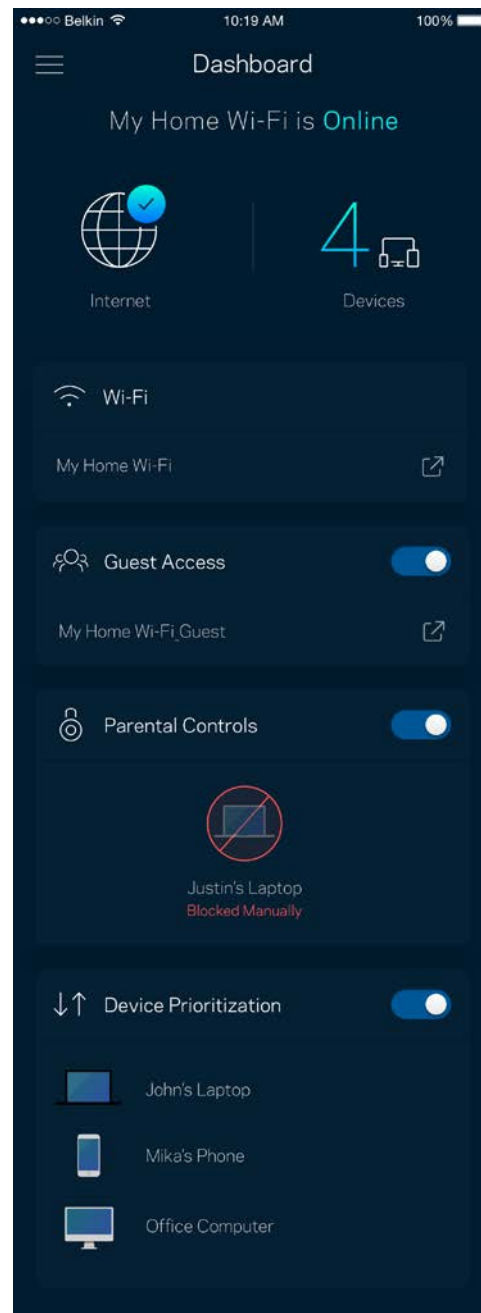 Belkin 10:19 AM 100%
Dashboard
My Home Wi-Fi is Online
4
Internet Devices
Wi-Fi
My Home Wi-Fi
Guest Access
My Home Wi-Fi_Guest
Parental Controls
Justin's Laptop
Blocked Manually
Device Prioritization
John's Laptop
Mika's Phone
Office Computer